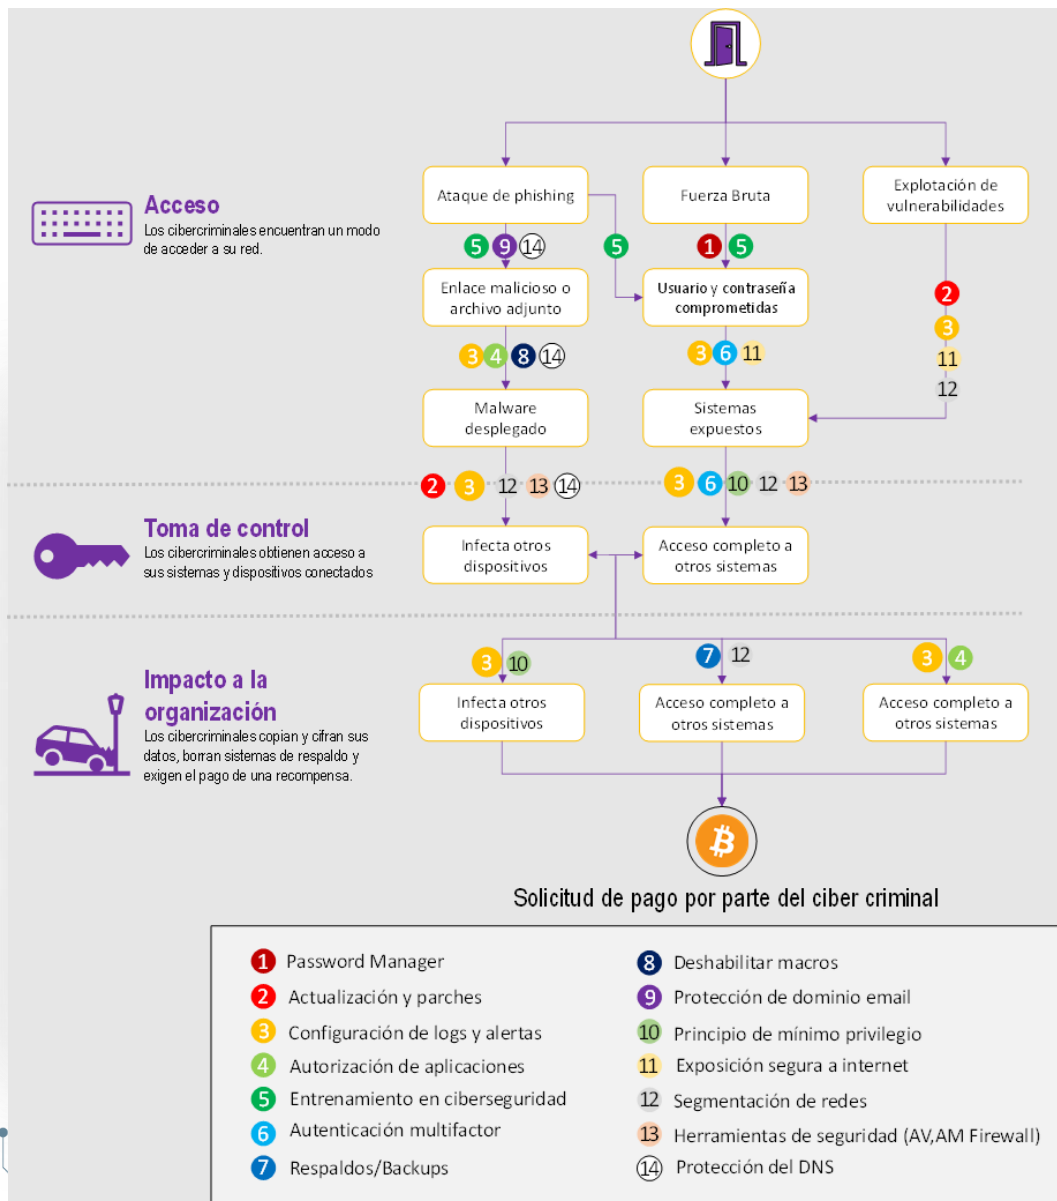 Ataque de phishing
Fuerza Bruta
Explotación de
vulnerabilidades
Acceso
Los cibercriminales encuentran un modo
de acceder a su red.
5
9
14
5
1
5
Enlace malicioso o
archivo adjunto
Usuario y contraseña
comprometidas
2
3
11
12
3
4
8
14
3
6
11
Malware
desplegado
Sistemas
expuestos
2
3
12
13
14
3
6
10
12
13
Toma de control
Los cibercriminales obtienen acceso a
sus sistemas y dispositivos conectados
Infecta otros
dispositivos
Acceso completo a
otros sistemas
3
10
7
12
3
4
Impacto a la
organización
Los cibercriminales copian y cifran sus
datos, borran sistemas de respaldo y
exigen el pago de una recompensa.
Infecta otros
dispositivos
Acceso completo a
otros sistemas
Acceso completo a
otros sistemas
Solicitud de pago por parte del ciber criminal
1 Password Manager
2 Actualización y parches
3 Configuración de logs y alertas
4 Autorización de aplicaciones
5 Entrenamiento en ciberseguridad
6 Autenticación multifactor
7 Respaldos/Backups
8 Deshabilitar macros
9 Protección de dominio email
10 Principio de mínimo privilegio
11 Exposición segura a internet
12 Segmentación de redes
13 Herramientas de seguridad (AV,AM Firewall)
14 Protección del DNS